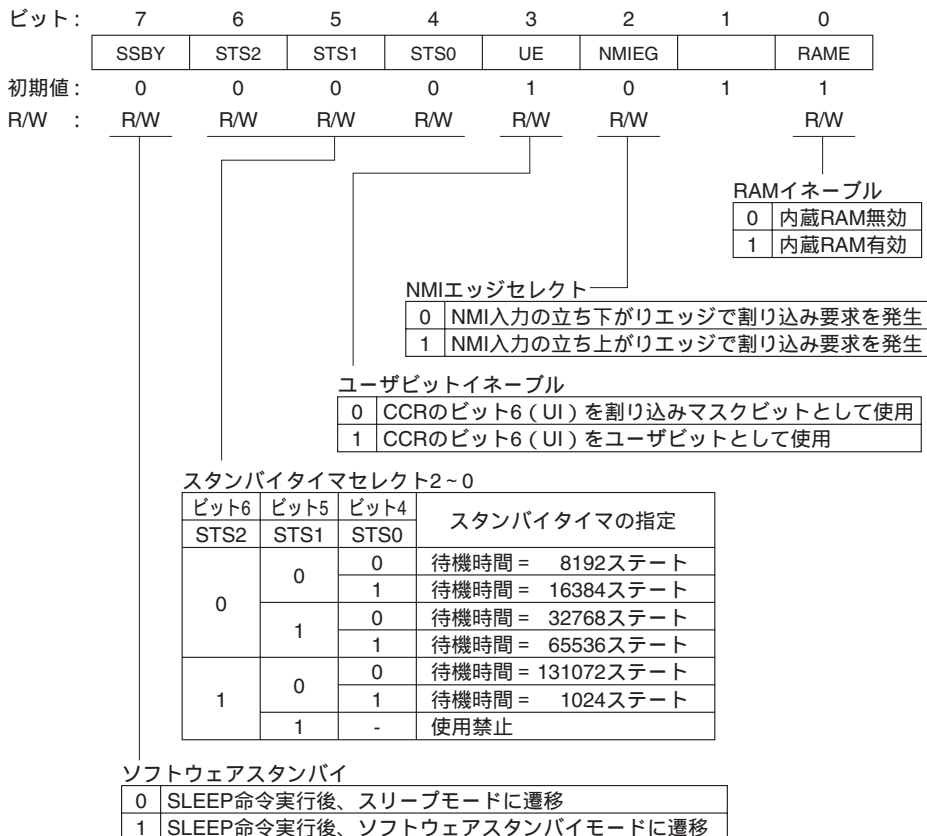 ビット： 7 6 5 4 3 2 1 0
SSBY STS2 STS1 STS0 UE NMIEG RAME
初期値： 0 0 0 0 1 0 1 1
R/W ： R/W R/W R/W R/W R/W R/W R/W
RAMイネーブル
0 内蔵RAM無効
1 内蔵RAM有効
NMIエッジセレクト
0 NMI入力の立ち下がりエッジで割り込み要求を発生
1 NMI入力の立ち上がりエッジで割り込み要求を発生
ユーザビットイネーブル
0 CCRのビット6（UI）を割り込みマスクビットとして使用
1 CCRのビット6（UI）をユーザビットとして使用
スタンバイタイマセレクト2～0
ビット6 ビット5 ビット4 スタンバイタイマの指定
STS2 STS1 STS0
0 0 0 待機時間＝ 8192ステート
1 待機時間＝ 16384ステート
1 0 待機時間＝ 32768ステート
1 待機時間＝ 65536ステート
1 0 0 待機時間＝131072ステート
1 待機時間＝ 1024ステート
1 - 使用禁止
ソフトウェアスタンバイ
0 SLEEP命令実行後、スリープモードに遷移
1 SLEEP命令実行後、ソフトウェアスタンバイモードに遷移